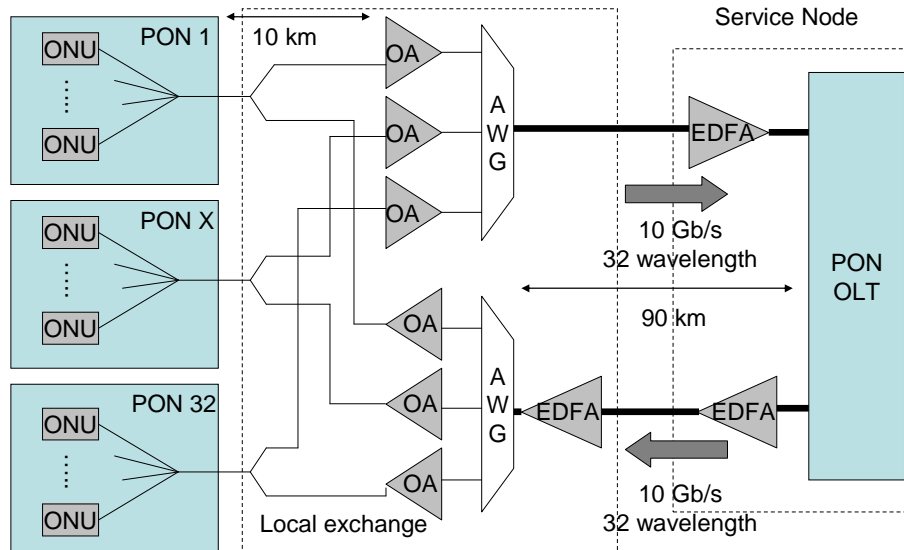 Service Node
PON 1
10 km
ONU
ONU
OA
OA
OA
A
W
G
EDFA
10 Gb/s
32 wavelength
PON X
ONU
ONU
PON
OLT
90 km
PON 32
ONU
ONU
OA
OA
OA
A
W
G
EDFA
EDFA
10 Gb/s
32 wavelength
Local exchange